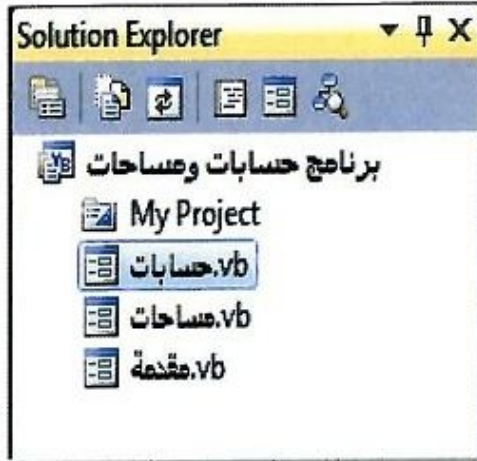 Solution Explorer
برنامج حسابات ومساحات
My Project
حسابات.vb
مساحات.vb
مقدمة.vb